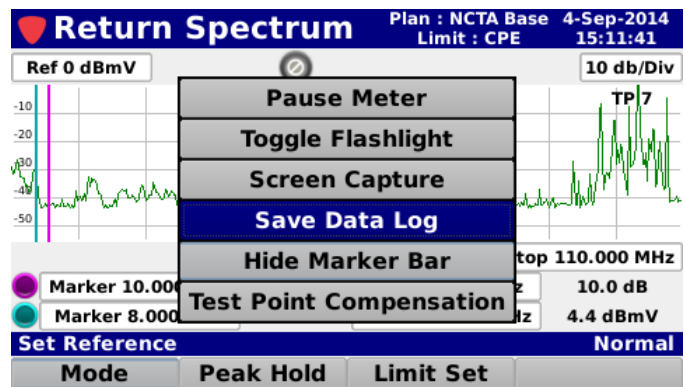 Return Spectrum
Plan : NCTA Base 4-Sep-2014
Limit : CPE 15:11:41
Ref 0 dBmV
10 db/Div
Pause Meter
TP 7
-10
Toggle Flashlight
-20
Screen Capture
-30
-40
Save Data Log
-50
Hide Marker Bar
top 110.000 MHz
Marker 10.000
z
10.0 dB
Test Point Compensation
Marker 8.000
Hz
4.4 dBmV
Set Reference
Normal
Mode
Peak Hold
Limit Set